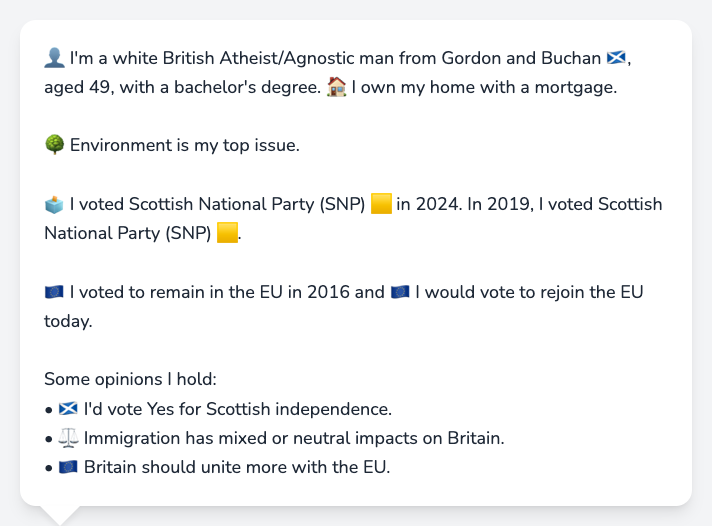 👤 I'm a white British Atheist/Agnostic man from Gordon and Buchan 🏴󠁧󠁢󠁳󠁣󠁴󠁿,
aged 49, with a bachelor's degree. 🏠 I own my home with a mortgage.
🌳 Environment is my top issue.
🗳️ I voted Scottish National Party (SNP) 🟨 in 2024. In 2019, I voted Scottish
National Party (SNP) 🟨.
🇪🇺 I voted to remain in the EU in 2016 and 🇪🇺 I would vote to rejoin the EU
today.
Some opinions I hold:
• 🏴󠁧󠁢󠁳󠁣󠁴󠁿 I'd vote Yes for Scottish independence.
• ⚖️ Immigration has mixed or neutral impacts on Britain.
• 🇪🇺 Britain should unite more with the EU.